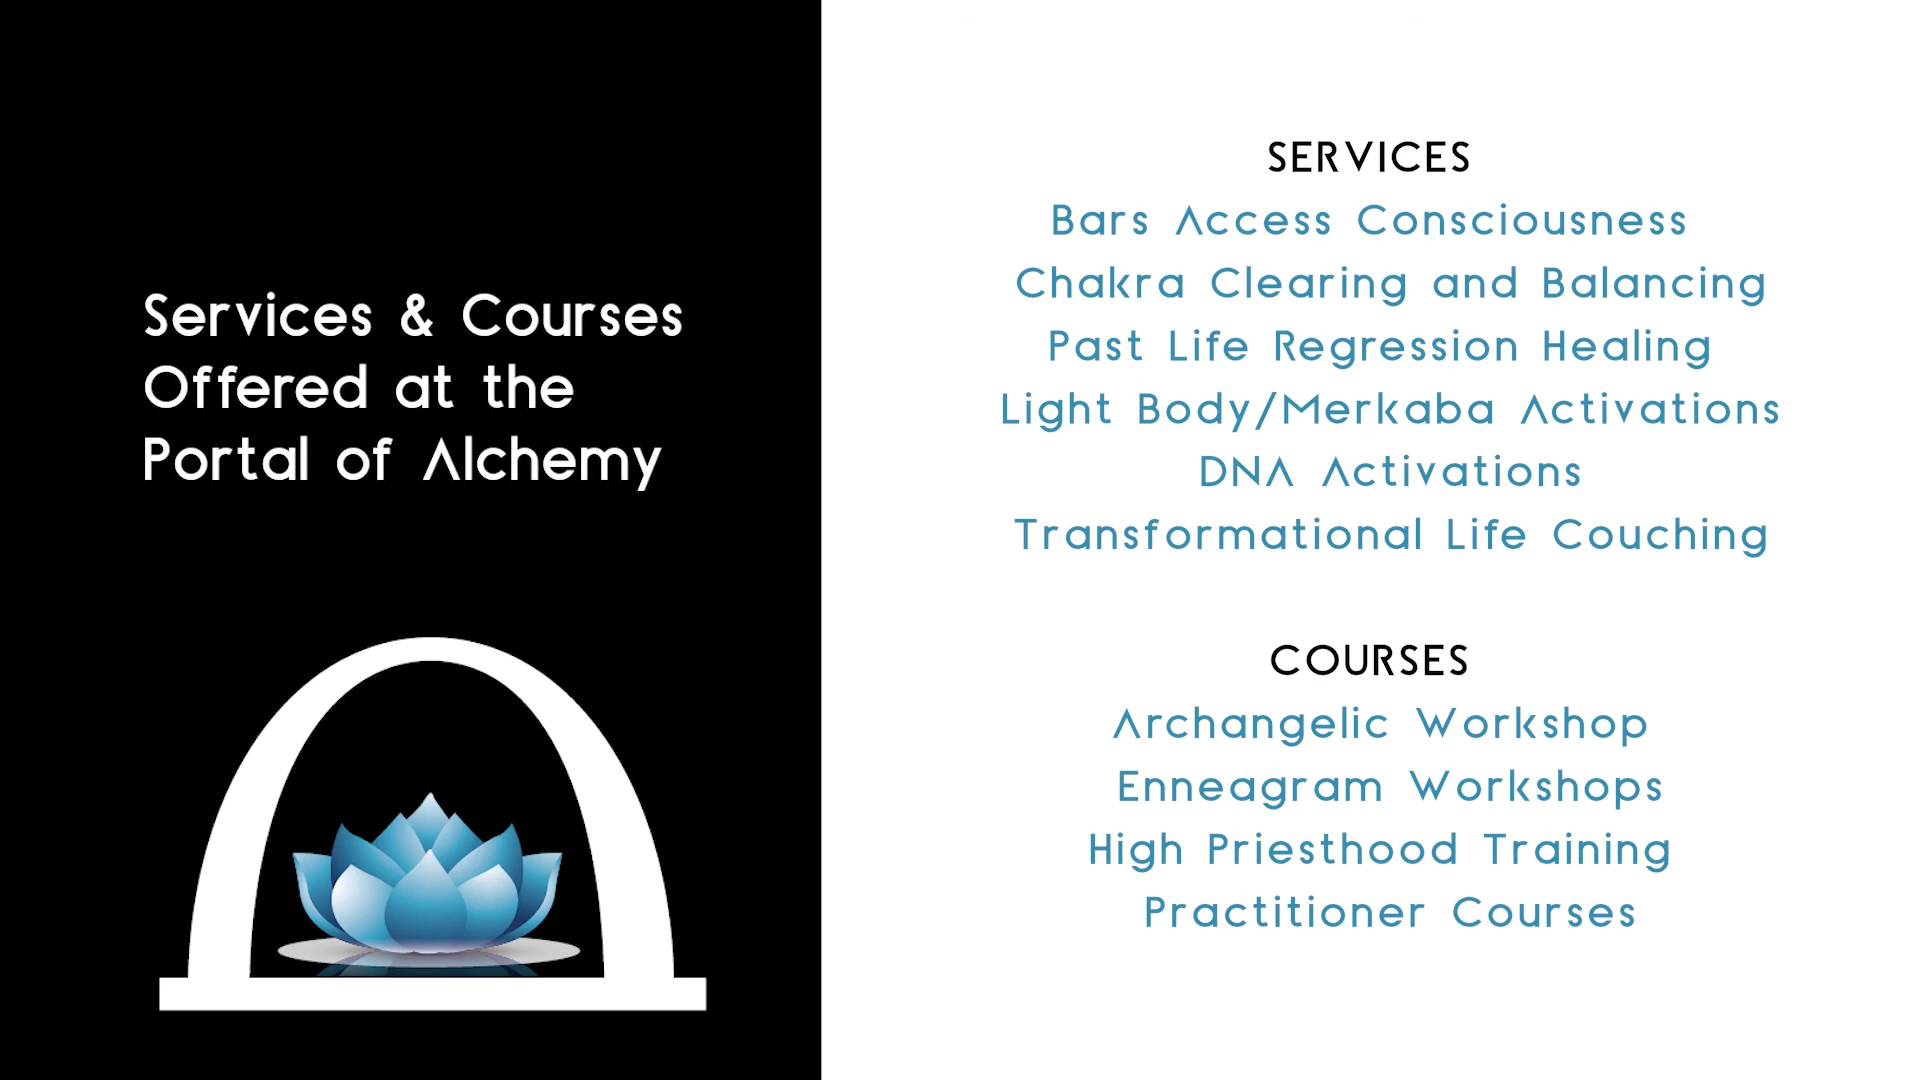 Services & Courses
Offered at the
Portal of Alchemy
SERVICES
Bars Access Consciousness
Chakra Clearing and Balancing
Past Life Regression Healing
Light Body/Merkaba Activations
DNA Activations
Transformational Life Couching
COURSES
Archangelic Workshop
Enneagram Workshops
High Priesthood Training
Practitioner Courses